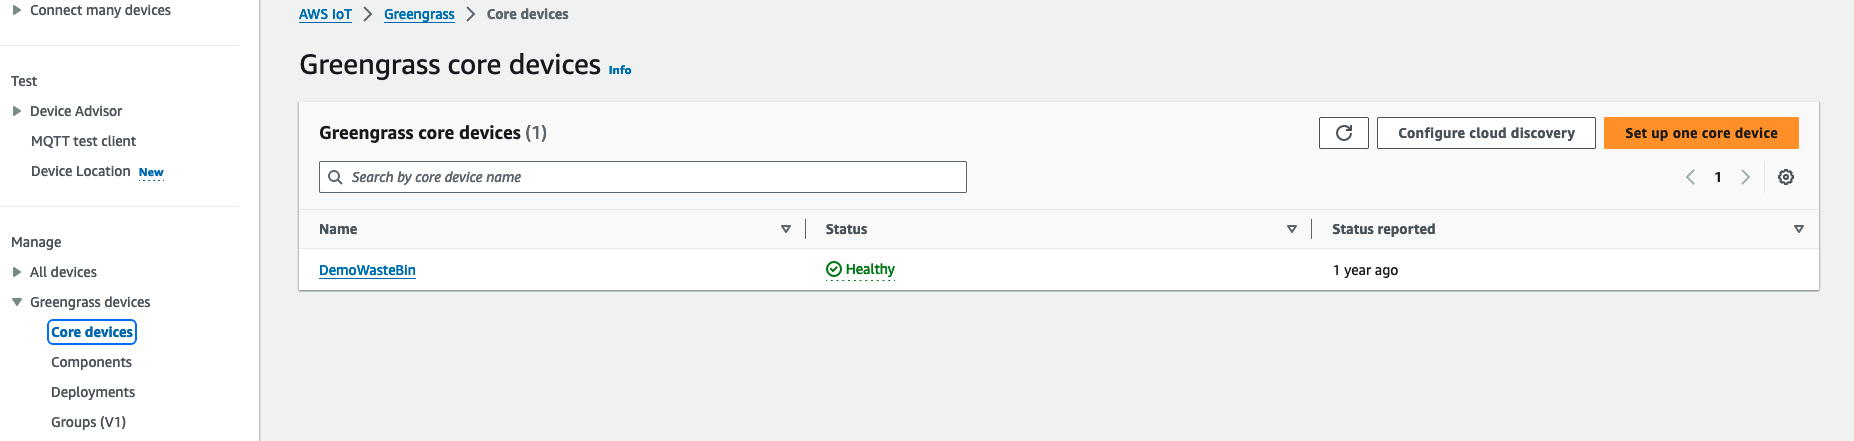 Connect many devices
Test
Device Advisor
MQTT test client
Device Location New
Manage
All devices
Greengrass devices
Core devices
Components
Deployments
Groups (V1)
AWS IoT Greengrass Core devices
Greengrass core devices Info
Greengrass core devices (1)
Configure cloud discovery
Set up one core device
Search by core device name
1
Name Status Status reported
DemoWasteBin Healthy 1 year ago